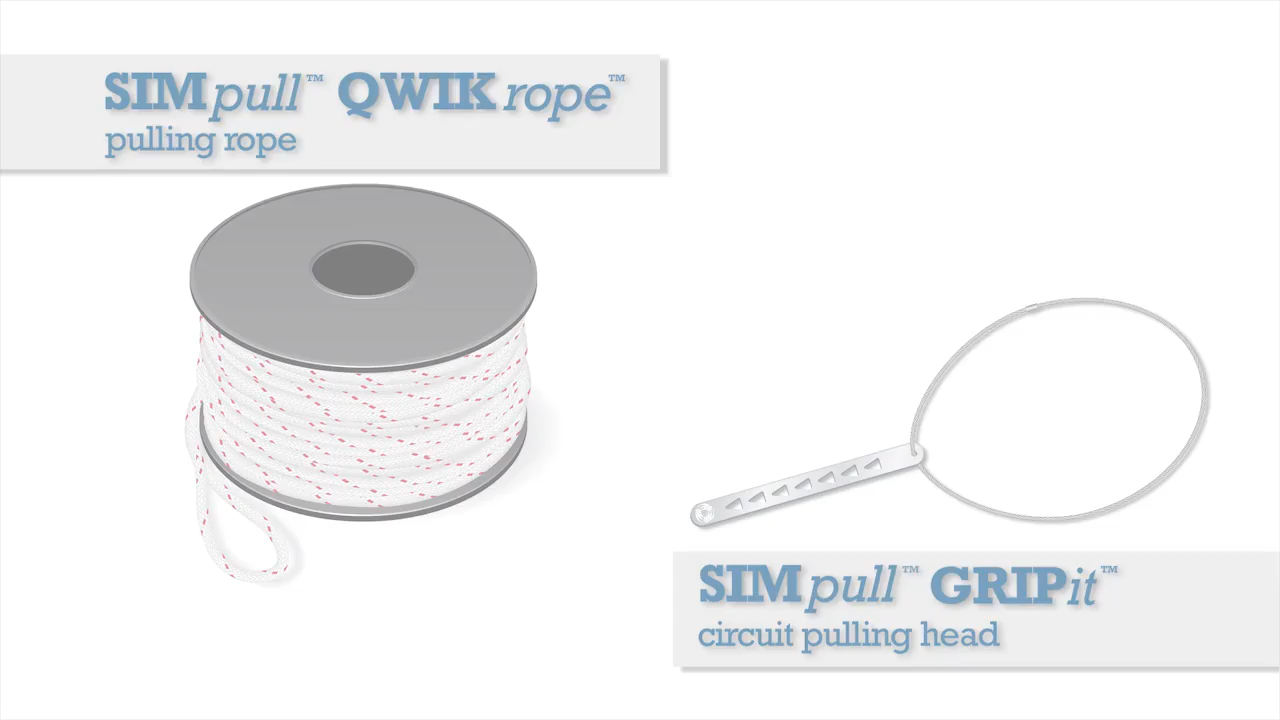 SIMpull™ QWIKrope™
pulling rope
SIMpull™ GRIPit™
circuit pulling head